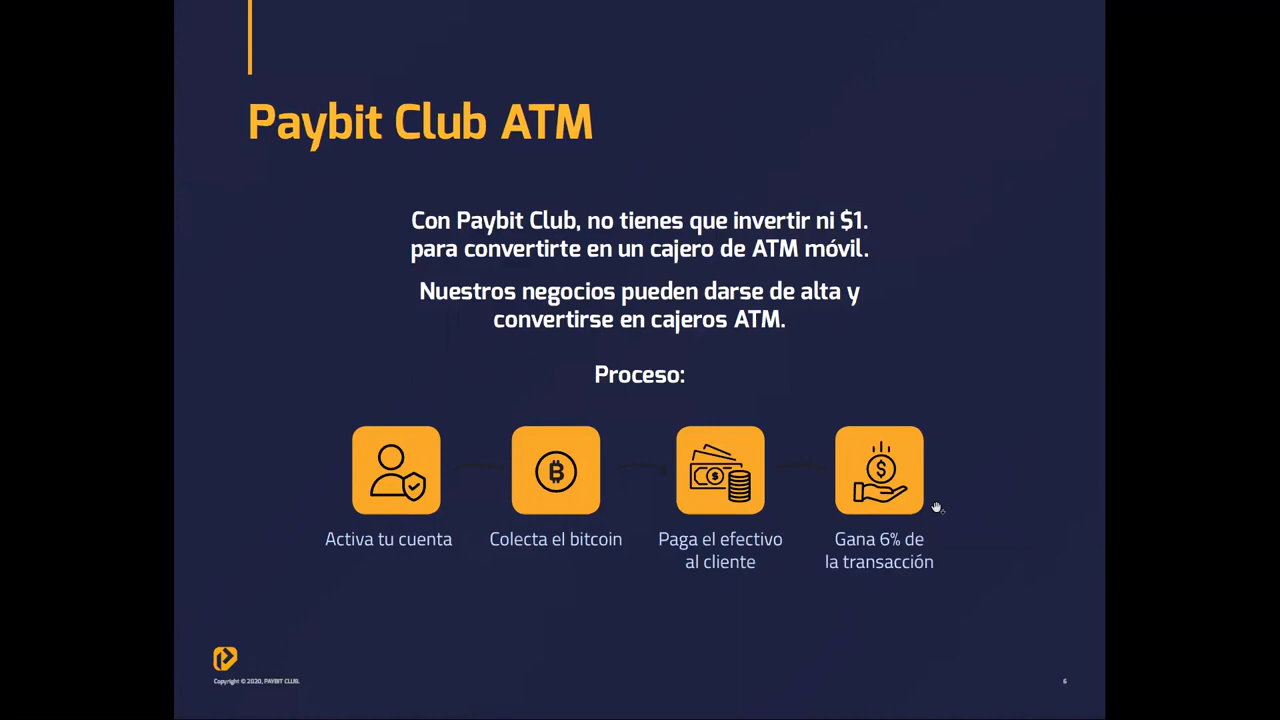 Paybit Club ATM
Con Paybit Club, no tienes que invertir ni $1.
para convertirte en un cajero de ATM móvil.
Nuestros negocios pueden darse de alta y
convertirse en cajeros ATM.
Proceso:
Activa tu cuenta
Colecta el bitcoin
Paga el efectivo
al cliente
Gana 6% de
la transacción
Copyright © 2020, PAYBIT CLUB.
6